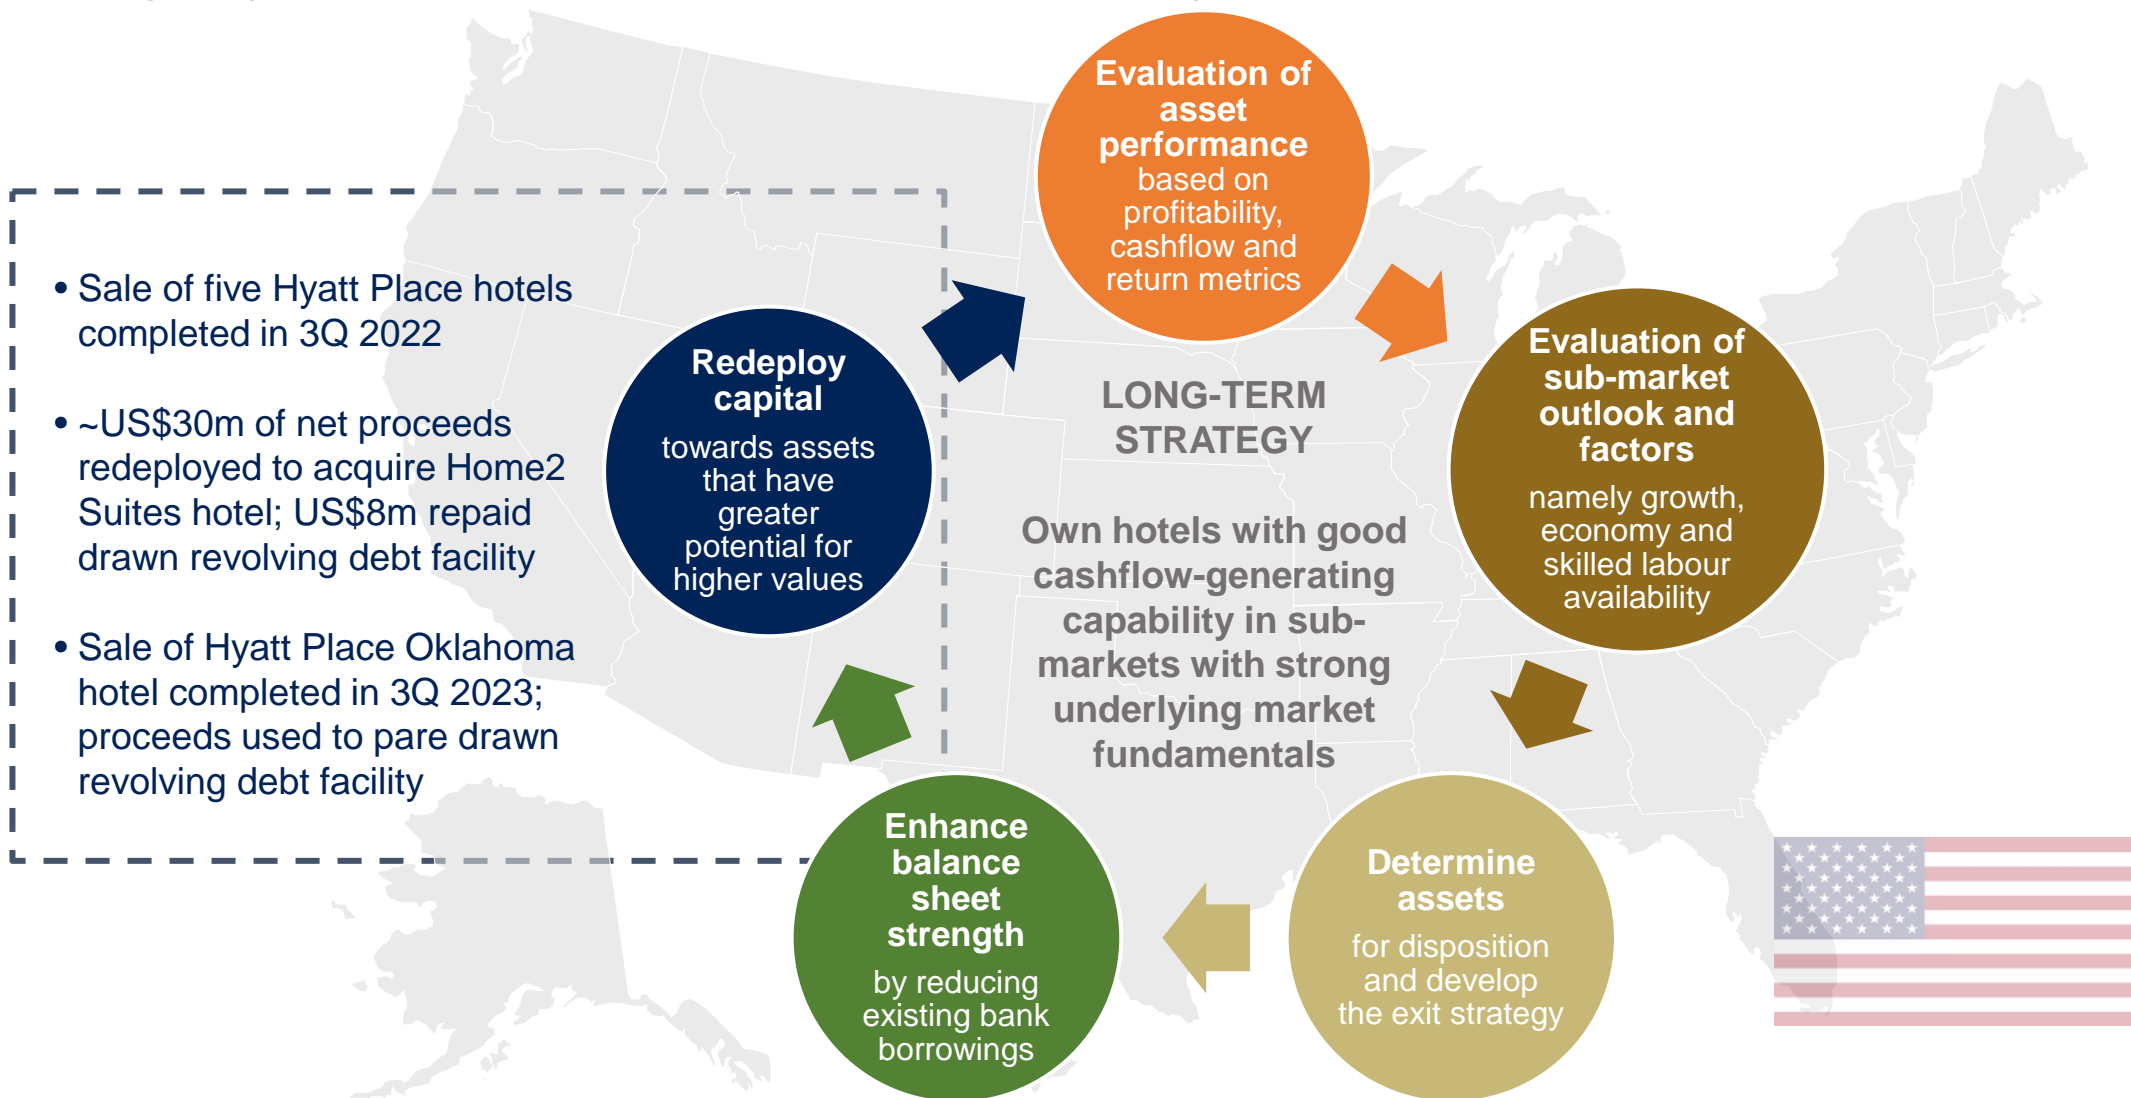 • Sale of five Hyatt Place hotels
completed in 3Q 2022
• ~US$30m of net proceeds
redeployed to acquire Home2
Suites hotel; US$8m repaid
drawn revolving debt facility
• Sale of Hyatt Place Oklahoma
hotel completed in 3Q 2023;
proceeds used to pare drawn
revolving debt facility
Evaluation of
asset
performance
based on
profitability,
cashflow and
return metrics
Evaluation of
sub-market
outlook and
factors
namely growth,
economy and
skilled labour
availability
Determine
assets
for disposition
and develop
the exit strategy
Enhance
balance
sheet
strength
by reducing
existing bank
borrowings
Redeploy
capital
towards assets
that have
greater
potential for
higher values
LONG-TERM
STRATEGY
Own hotels with good
cashflow-generating
capability in sub-
markets with strong
underlying market
fundamentals